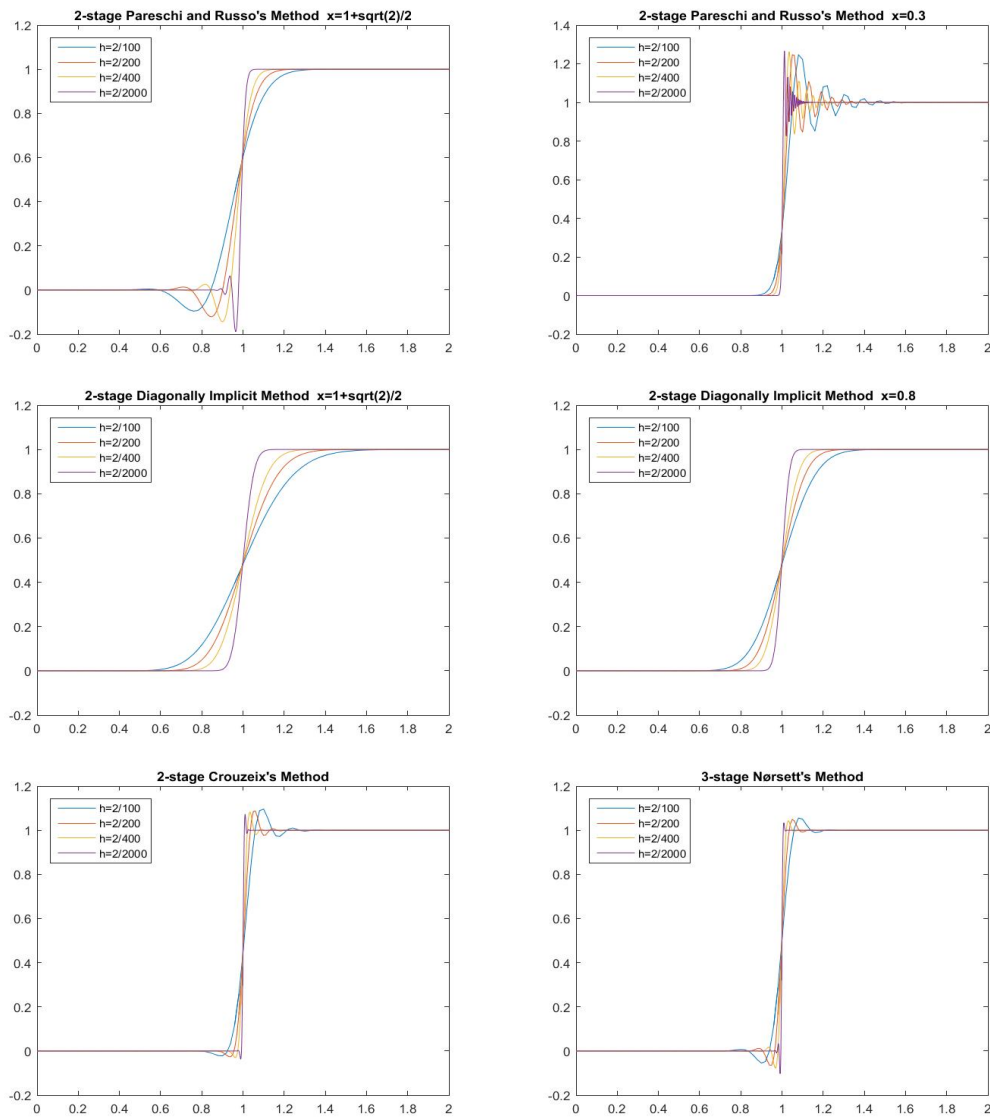 2-stage Pareschi and Russo's Method x=1+sqrt(2)/2
1.2
1
0.8
0.6
0.4
0.2
0
-0.2
h=2/100
h=2/200
h=2/400
h=2/2000
0 0.2 0.4 0.6 0.8 1 1.2 1.4 1.6 1.8 2
2-stage Pareschi and Russo's Method x=0.3
1.4
1.2
1
0.8
0.6
0.4
0.2
0
-0.2
h=2/100
h=2/200
h=2/400
h=2/2000
0 0.2 0.4 0.6 0.8 1 1.2 1.4 1.6 1.8 2
2-stage Diagonally Implicit Method x=1+sqrt(2)/2
1.2
1
0.8
0.6
0.4
0.2
0
-0.2
h=2/100
h=2/200
h=2/400
h=2/2000
0 0.2 0.4 0.6 0.8 1 1.2 1.4 1.6 1.8 2
2-stage Diagonally Implicit Method x=0.8
1.2
1
0.8
0.6
0.4
0.2
0
-0.2
h=2/100
h=2/200
h=2/400
h=2/2000
0 0.2 0.4 0.6 0.8 1 1.2 1.4 1.6 1.8 2
2-stage Crouzeix's Method
1.2
1
0.8
0.6
0.4
0.2
0
-0.2
h=2/100
h=2/200
h=2/400
h=2/2000
0 0.2 0.4 0.6 0.8 1 1.2 1.4 1.6 1.8 2
3-stage Nørsett's Method
1.2
1
0.8
0.6
0.4
0.2
0
-0.2
h=2/100
h=2/200
h=2/400
h=2/2000
0 0.2 0.4 0.6 0.8 1 1.2 1.4 1.6 1.8 2